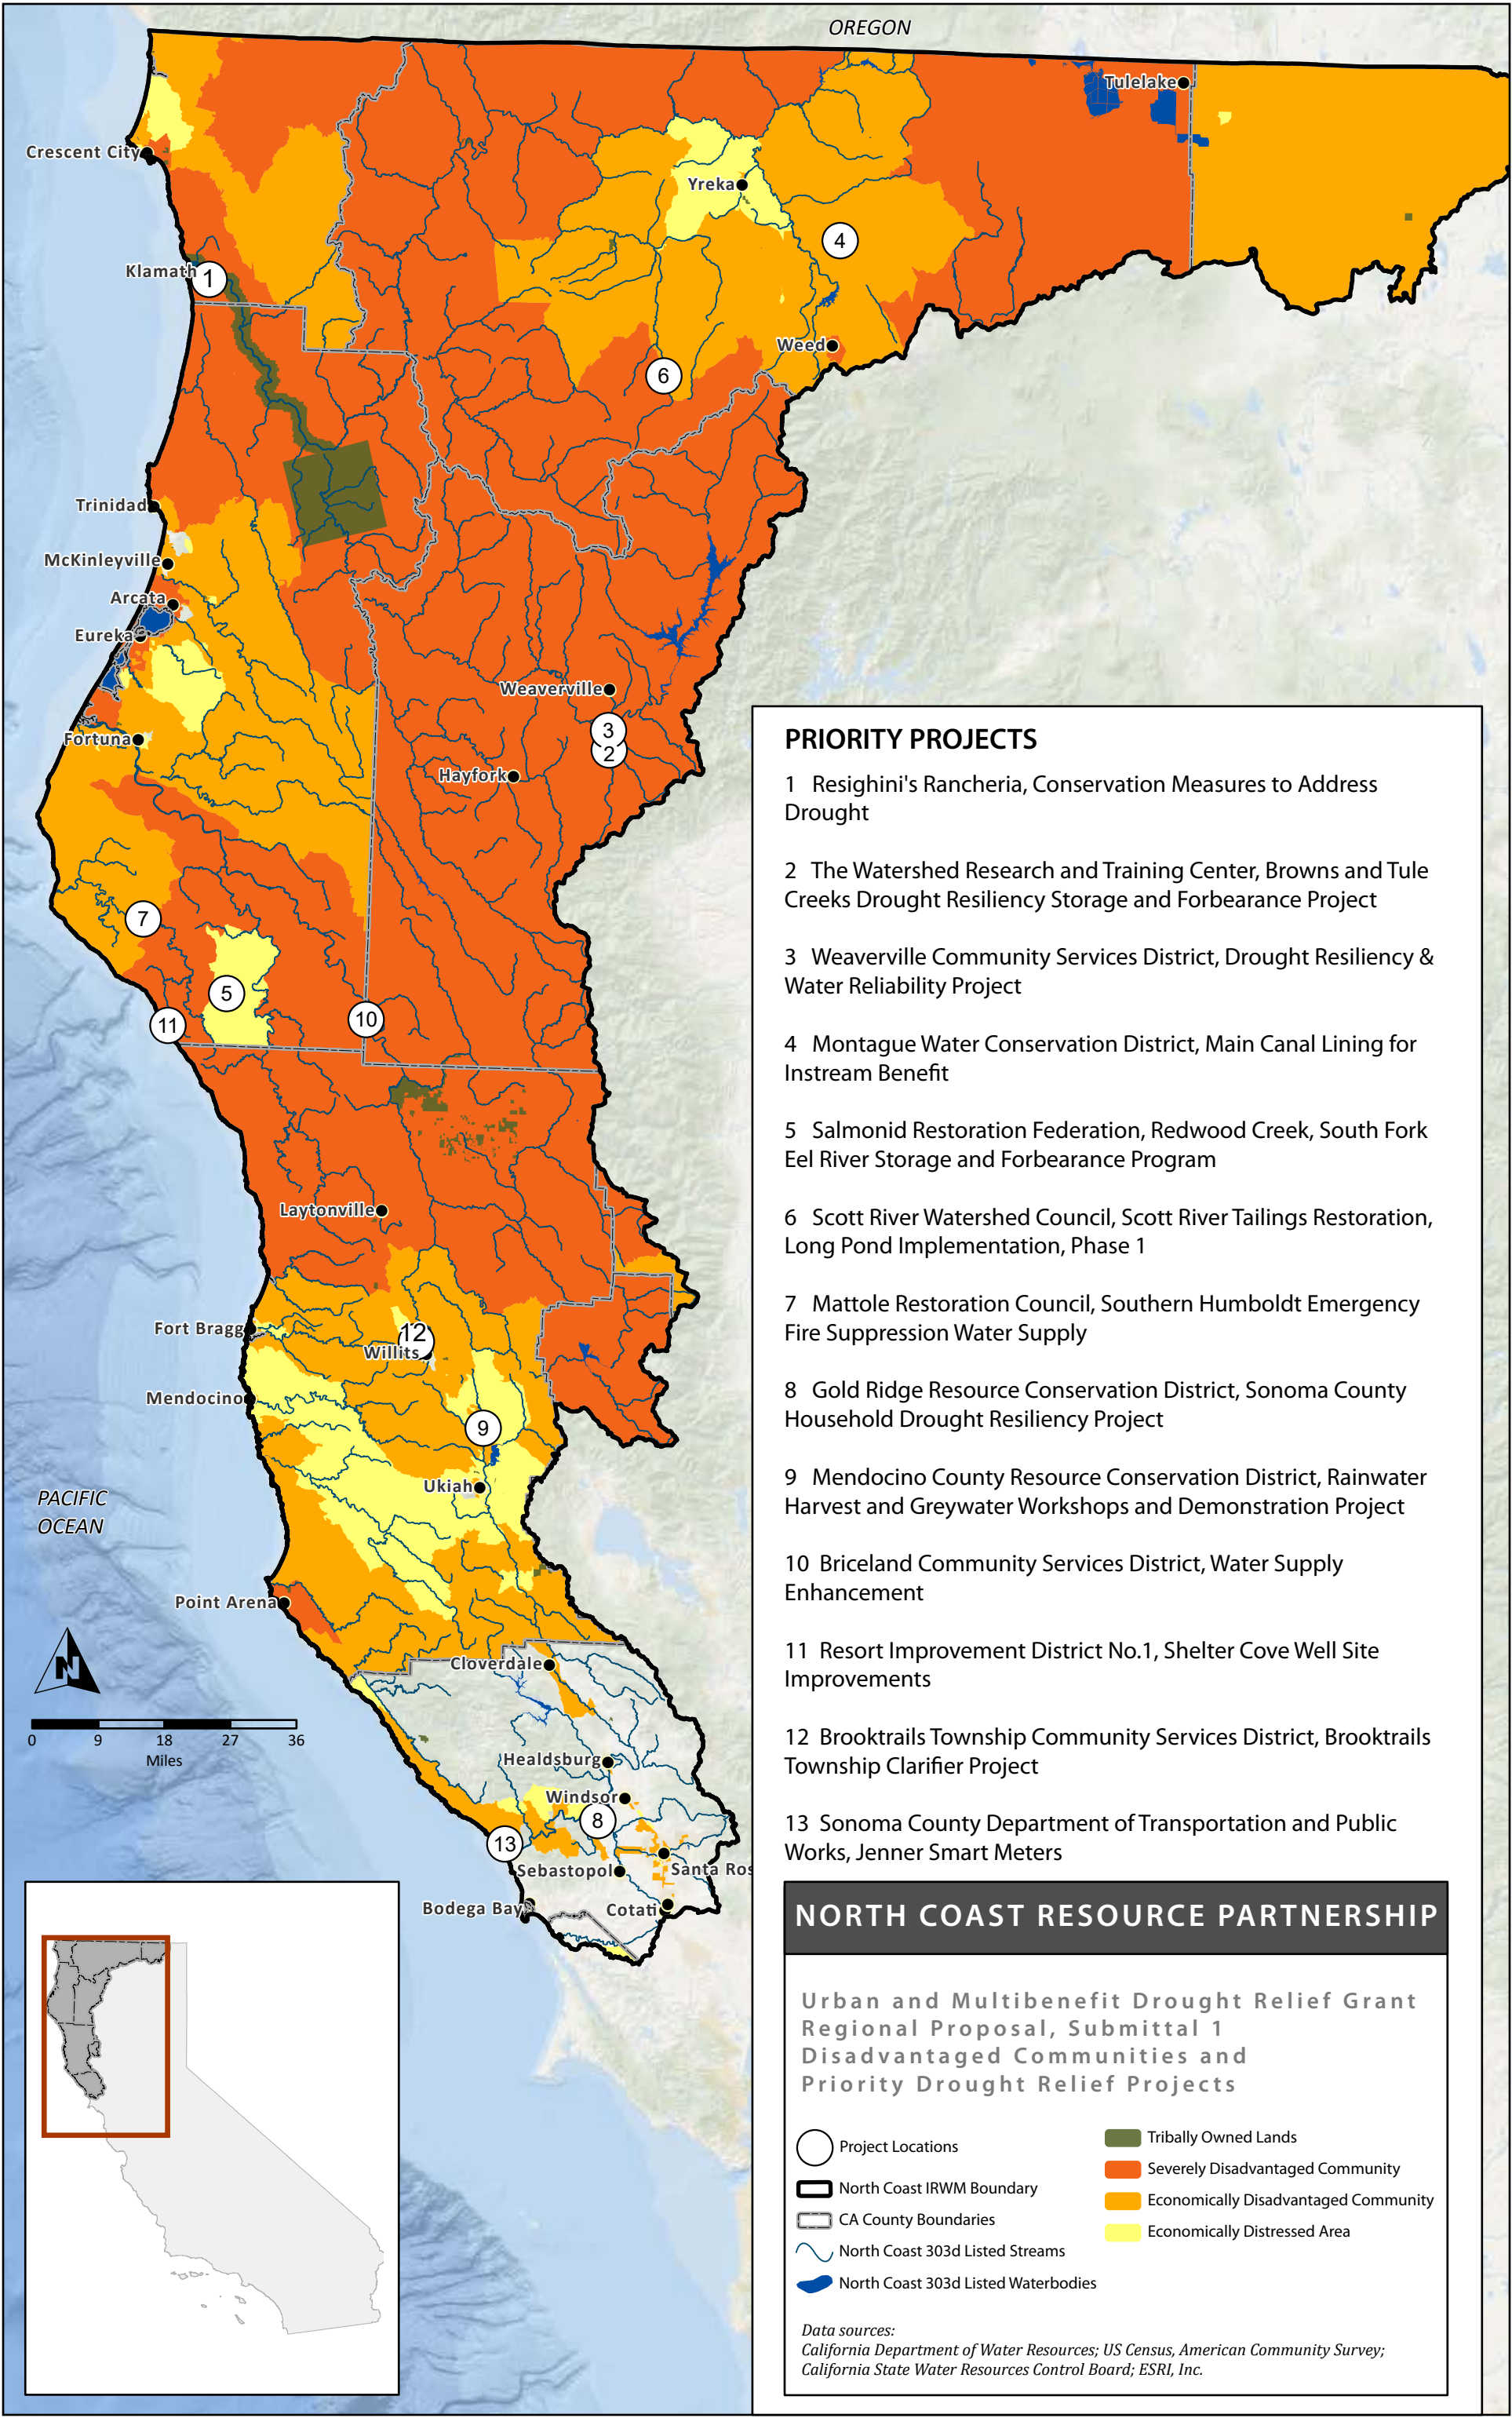 OREGON
Tulelake
Crescent City
Yreka
4
Klamath
1
Weed
6
Trinidad
McKinleyville
Arcata
Eureka
Weaverville
3
2
Fortuna
Hayfork
7
5
11
10
Laytonville
Fort Bragg
12
Willits
Mendocino
9
Ukiah
PACIFIC
OCEAN
Point Arena
N
Cloverdale
0 9 18 27 36
Miles
Healdsburg
Windsor
8
13
Sebastopol
Santa Ros
Bodega Bay
Cotati
PRIORITY PROJECTS
1 Resighini's Rancheria, Conservation Measures to Address
Drought
2 The Watershed Research and Training Center, Browns and Tule
Creeks Drought Resiliency Storage and Forbearance Project
3 Weaverville Community Services District, Drought Resiliency &
Water Reliability Project
4 Montague Water Conservation District, Main Canal Lining for
Instream Benefit
5 Salmonid Restoration Federation, Redwood Creek, South Fork
Eel River Storage and Forbearance Program
6 Scott River Watershed Council, Scott River Tailings Restoration,
Long Pond Implementation, Phase 1
7 Mattole Restoration Council, Southern Humboldt Emergency
Fire Suppression Water Supply
8 Gold Ridge Resource Conservation District, Sonoma County
Household Drought Resiliency Project
9 Mendocino County Resource Conservation District, Rainwater
Harvest and Greywater Workshops and Demonstration Project
10 Briceland Community Services District, Water Supply
Enhancement
11 Resort Improvement District No.1, Shelter Cove Well Site
Improvements
12 Brooktrails Township Community Services District, Brooktrails
Township Clarifier Project
13 Sonoma County Department of Transportation and Public
Works, Jenner Smart Meters
NORTH COAST RESOURCE PARTNERSHIP
Urban and Multibenefit Drought Relief Grant
Regional Proposal, Submittal 1
Disadvantaged Communities and
Priority Drought Relief Projects
Project Locations
North Coast IRWM Boundary
CA County Boundaries
North Coast 303d Listed Streams
North Coast 303d Listed Waterbodies
Tribally Owned Lands
Severely Disadvantaged Community
Economically Disadvantaged Community
Economically Distressed Area
Data sources:
California Department of Water Resources; US Census, American Community Survey;
California State Water Resources Control Board; ESRI, Inc.